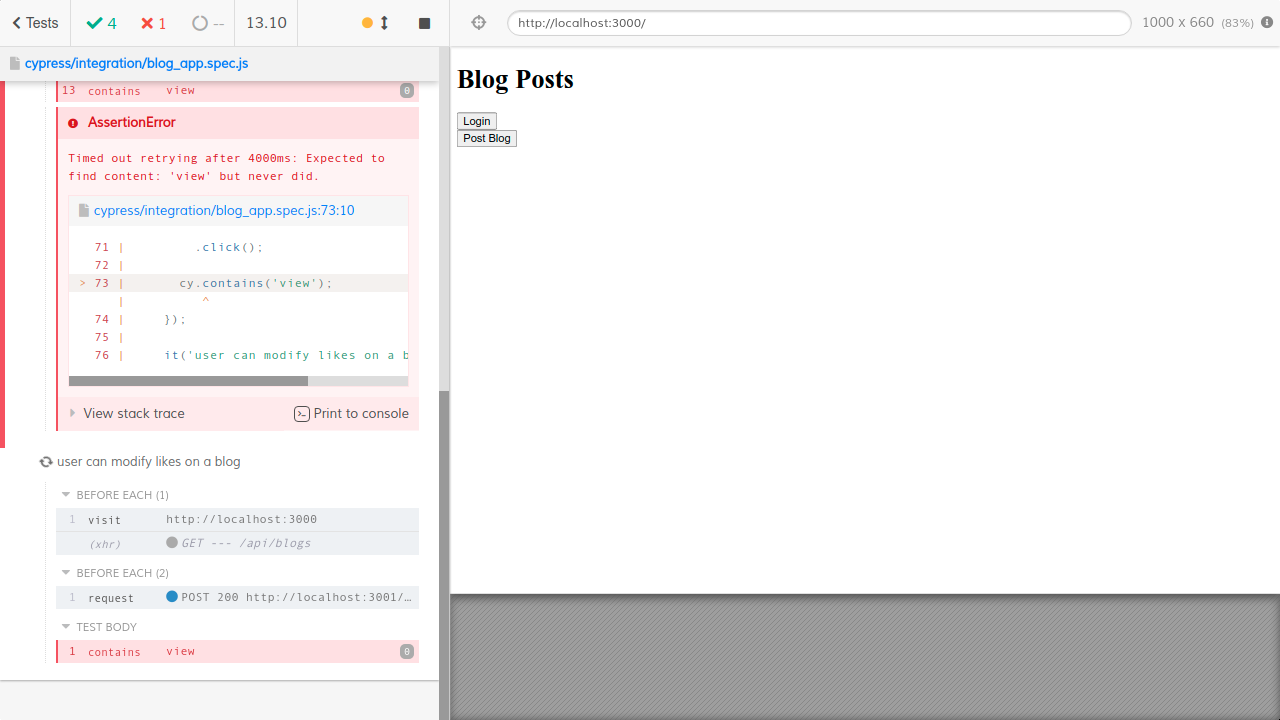 Tests 4 1 -- 13.10
http://localhost:3000/ 1000 x 660 (83%)
cypress/integration/blog_app.spec.js
13 contains view 0
AssertionError
Timed out retrying after 4000ms: Expected to
find content: 'view' but never did.
cypress/integration/blog_app.spec.js:73:10
71 | .click();
72 |
> 73 | cy.contains('view');
| ^
74 | });
75 |
76 | it('user can modify likes on a b
View stack trace Print to console
user can modify likes on a blog
BEFORE EACH (1)
1 visit http://localhost:3000
(xhr) GET --- /api/blogs
BEFORE EACH (2)
1 request POST 200 http://localhost:3001/…
TEST BODY
1 contains view 0
Blog Posts
Login
Post Blog